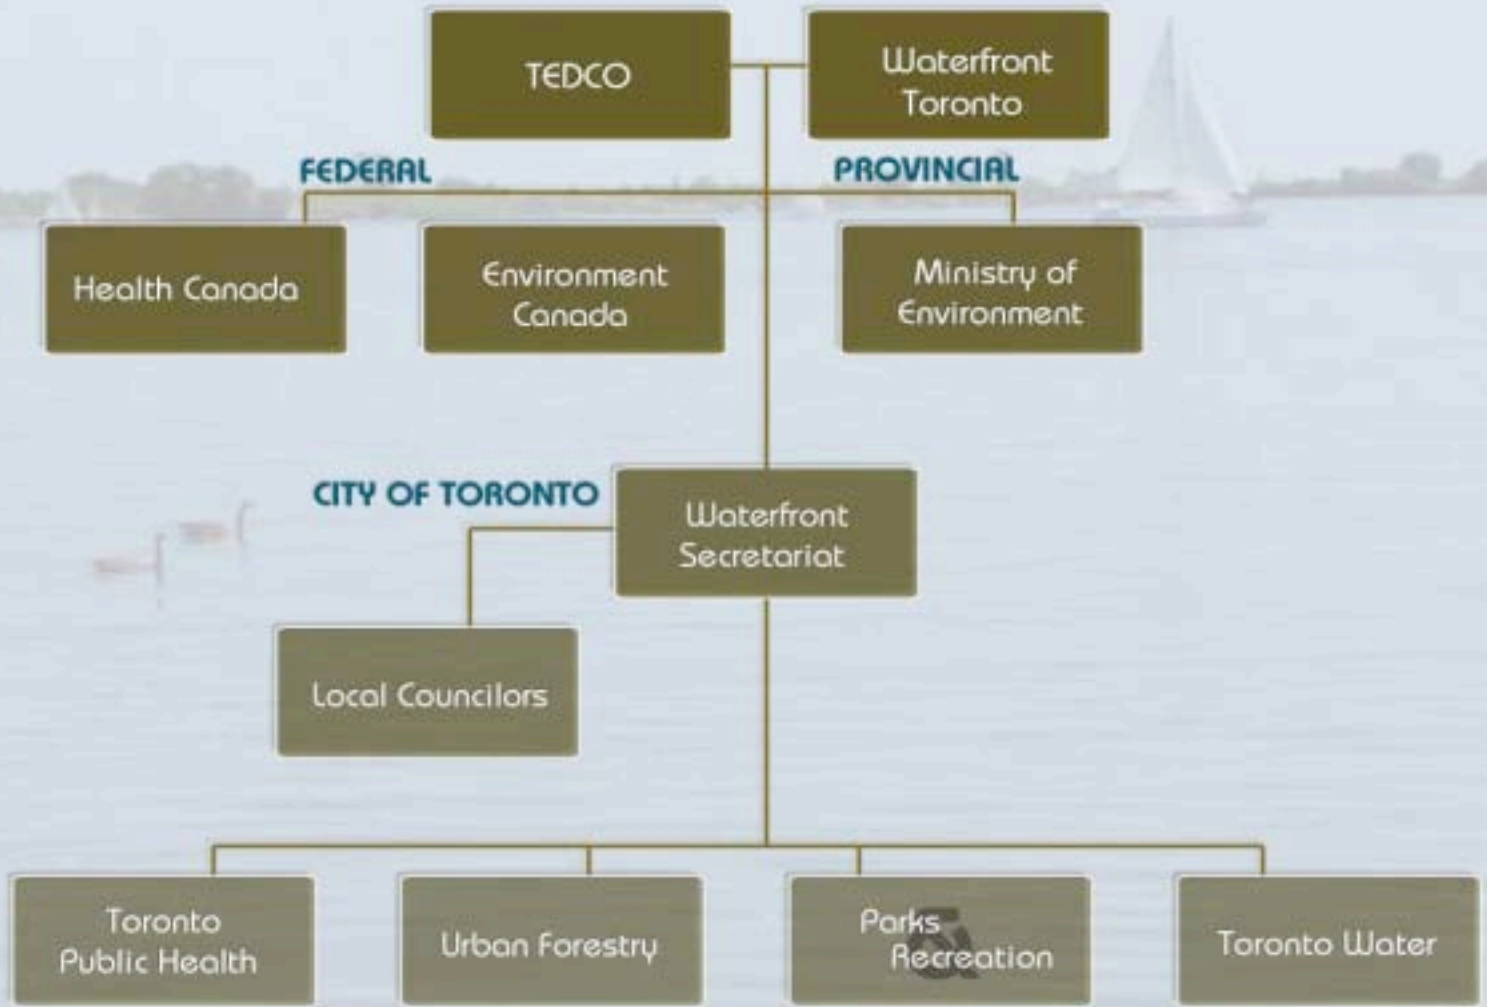 TEDCO
Waterfront
Toronto
FEDERAL
PROVINCIAL
Health Canada
Environment
Canada
Ministry of
Environment
CITY OF TORONTO
Waterfront
Secretariat
Local Councilors
Toronto
Public Health
Urban Forestry
Parks
& Recreation
Toronto Water